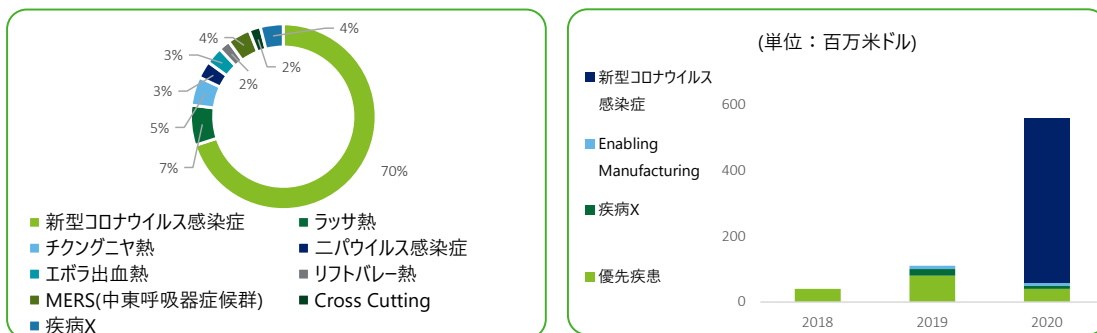 4%
4%
3%
2%
2%
3%
5%
7%
70%
新型コロナウイルス感染症
ラッサ熱
チクングニヤ熱
二パウイルス感染症
エボラ出血熱
リフトバレー熱
MERS(中東呼吸器症候群)
Cross Cutting
疾病X
(単位：百万米ドル)
新型コロナウイルス
感染症
Enabling
Manufacturing
疾病X
優先疾患
600
400
200
0
2018
2019
2020